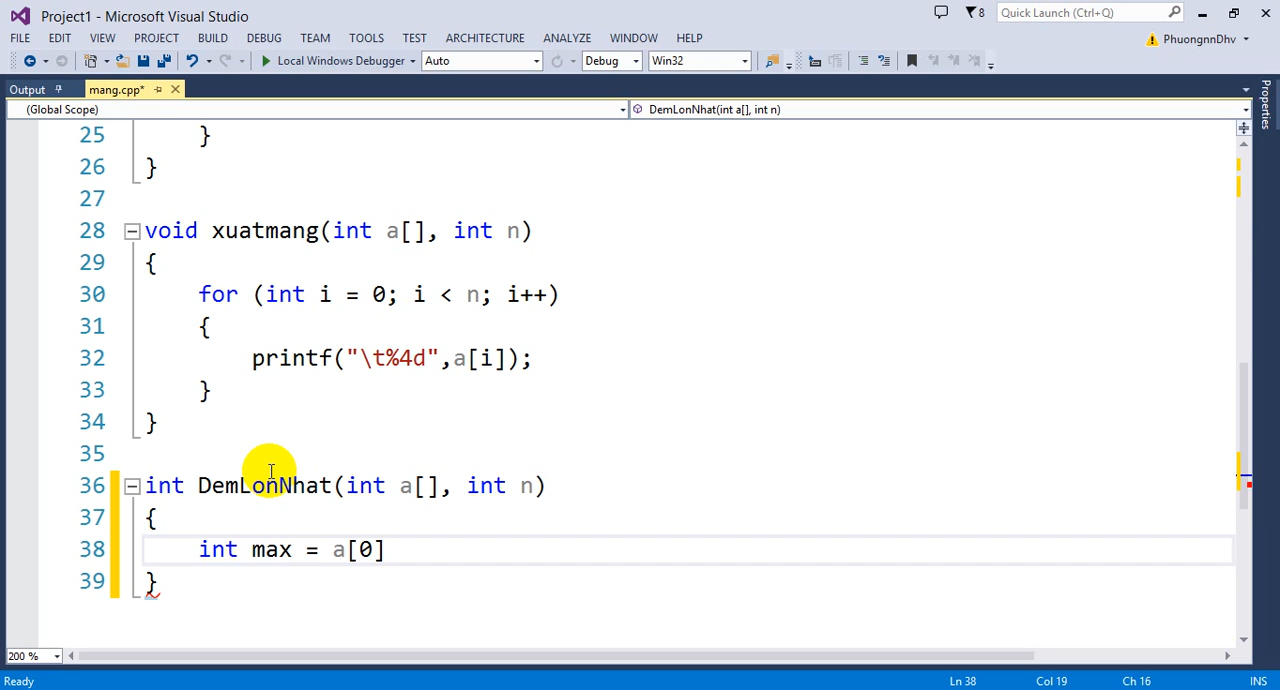 Project1 - Microsoft Visual Studio
8
Quick Launch (Ctrl+Q)
FILE EDIT VIEW PROJECT BUILD DEBUG TEAM TOOLS TEST ARCHITECTURE ANALYZE WINDOW HELP
PhuongnnDhv
Local Windows Debugger Auto Debug Win32
Output mang.cpp*
Properties
(Global Scope) DemLonNhat(int a[], int n)
25 }
26 }
27
28 void xuatmang(int a[], int n)
29 {
30 for (int i = 0; i < n; i++)
31 {
32 printf("\t%4d",a[i]);
33 }
34 }
35
36 int DemLonNhat(int a[], int n)
37 {
38 int max = a[0]
39 }
200 %
Ready Ln 38 Col 19 Ch 16 INS